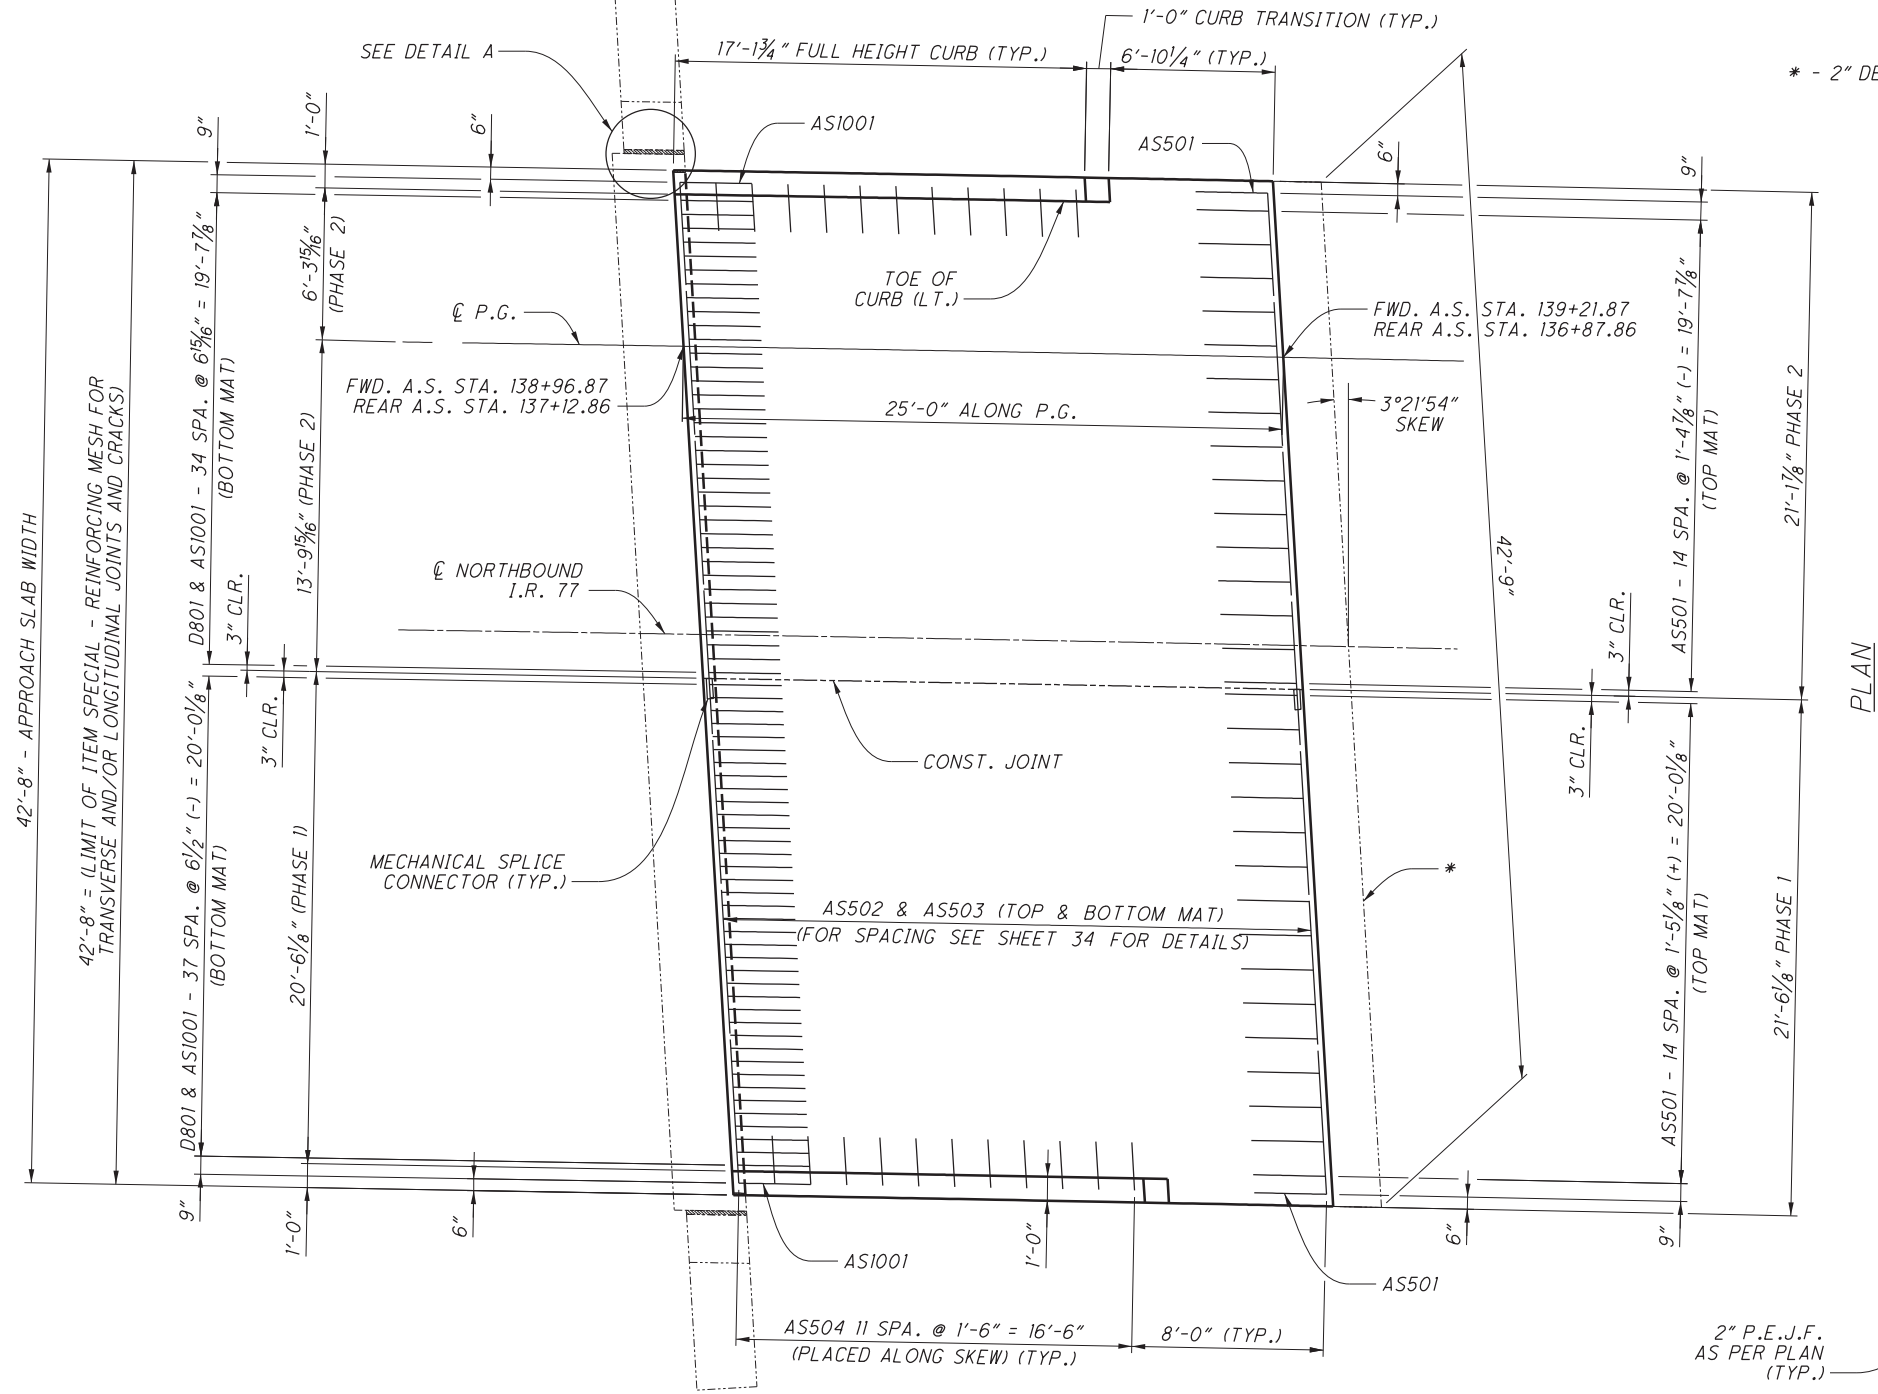 1'-0" CURB TRANSITION (TYP.)
SEE DETAIL A
17'-1¾" FULL HEIGHT CURB (TYP.)
6'-10¼" (TYP.)
* - 2" DE
9"
1'-0"
6"
AS1001
AS501
6"
9"
42'-8" - APPROACH SLAB WIDTH
42'-8" = (LIMIT OF ITEM SPECIAL - REINFORCING MESH FOR
TRANSVERSE AND/OR LONGITUDINAL JOINTS AND CRACKS)
D801 & AS1001 - 34 SPA. @ 6 15/16" = 19'-7⅞"
(BOTTOM MAT)
6'-3 15/16"
(PHASE 2)
TOE OF
CURB (LT.)
℄ P.G.
FWD. A.S. STA. 139+21.87
REAR A.S. STA. 136+87.86
FWD. A.S. STA. 138+96.87
REAR A.S. STA. 137+12.86
25'-0" ALONG P.G.
3°21'54"
SKEW
AS501 - 14 SPA. @ 1'-4⅞" (-) = 19'-7⅞"
(TOP MAT)
21'-1⅞" PHASE 2
13'-9 15/16" (PHASE 2)
℄ NORTHBOUND
I.R. 77
42'-9"
3" CLR.
3" CLR.
3" CLR.
3" CLR.
PLAN
CONST. JOINT
MECHANICAL SPLICE
CONNECTOR (TYP.)
*
D801 & AS1001 - 37 SPA. @ 6½" (-) = 20'-0⅛"
(BOTTOM MAT)
20'-6⅛" (PHASE 1)
AS502 & AS503 (TOP & BOTTOM MAT)
(FOR SPACING SEE SHEET 34 FOR DETAILS)
AS501 - 14 SPA. @ 1'-5⅛" (+) = 20'-0⅛"
(TOP MAT)
21'-6⅛" PHASE 1
9"
1'-0"
6"
AS1001
1'-0"
AS501
6"
9"
AS504 11 SPA. @ 1'-6" = 16'-6"
(PLACED ALONG SKEW) (TYP.)
8'-0" (TYP.)
2" P.E.J.F.
AS PER PLAN
(TYP.)